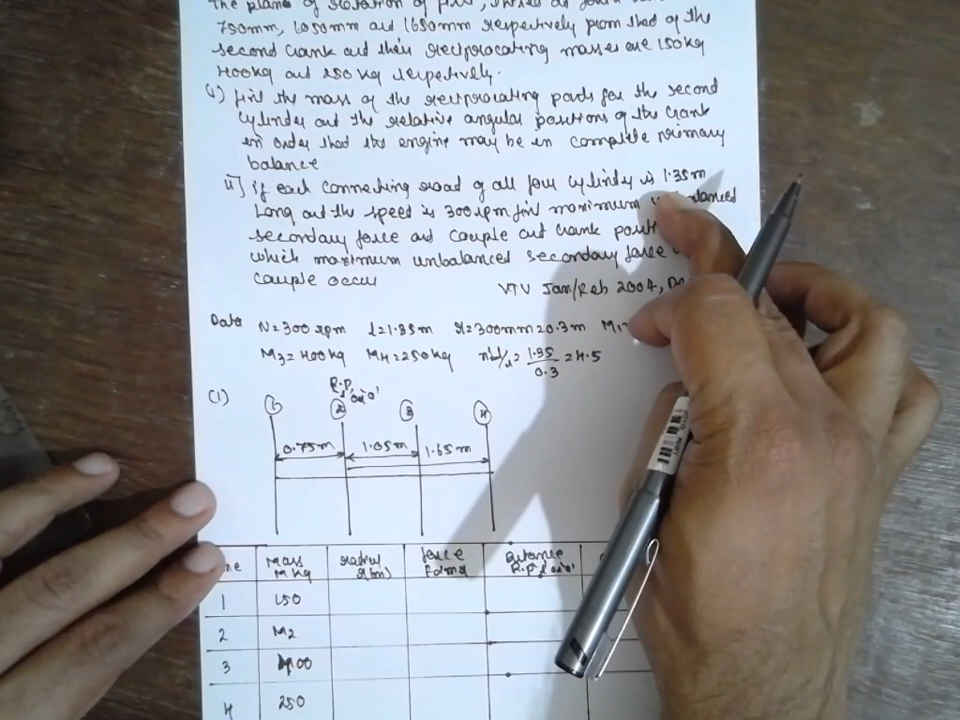 the plane of rotation of
750mm, 1050mm and 1650mm respectively from that of the
second crank and their reciprocating masses are 150kg
400kg and 250 kg respectively.
i) find the mass of the reciprocating parts for the second
cylinder and the relative angular positions of the crank
in order that the engine may be in complete primary
balance
ii] if each connecting road of all four cylinder is 1.35m
Long and the speed is 300rpm find maximum
secondary force and couple and crank
which maximum unbalanced secondary force
couple occur
VTU Jan/Feb 2004,
Data N=300rpm l=1.35m r=300mm=0.3m M1
M3=400kg M4=250kg n=l/r=1.35/0.3=4.5
(1)
R.P
1 2 3 4
0.75m 1.05m 1.65m
Mass M kg radius r(m) force Distance R.P
1 150
2 M2
3 400
4 250